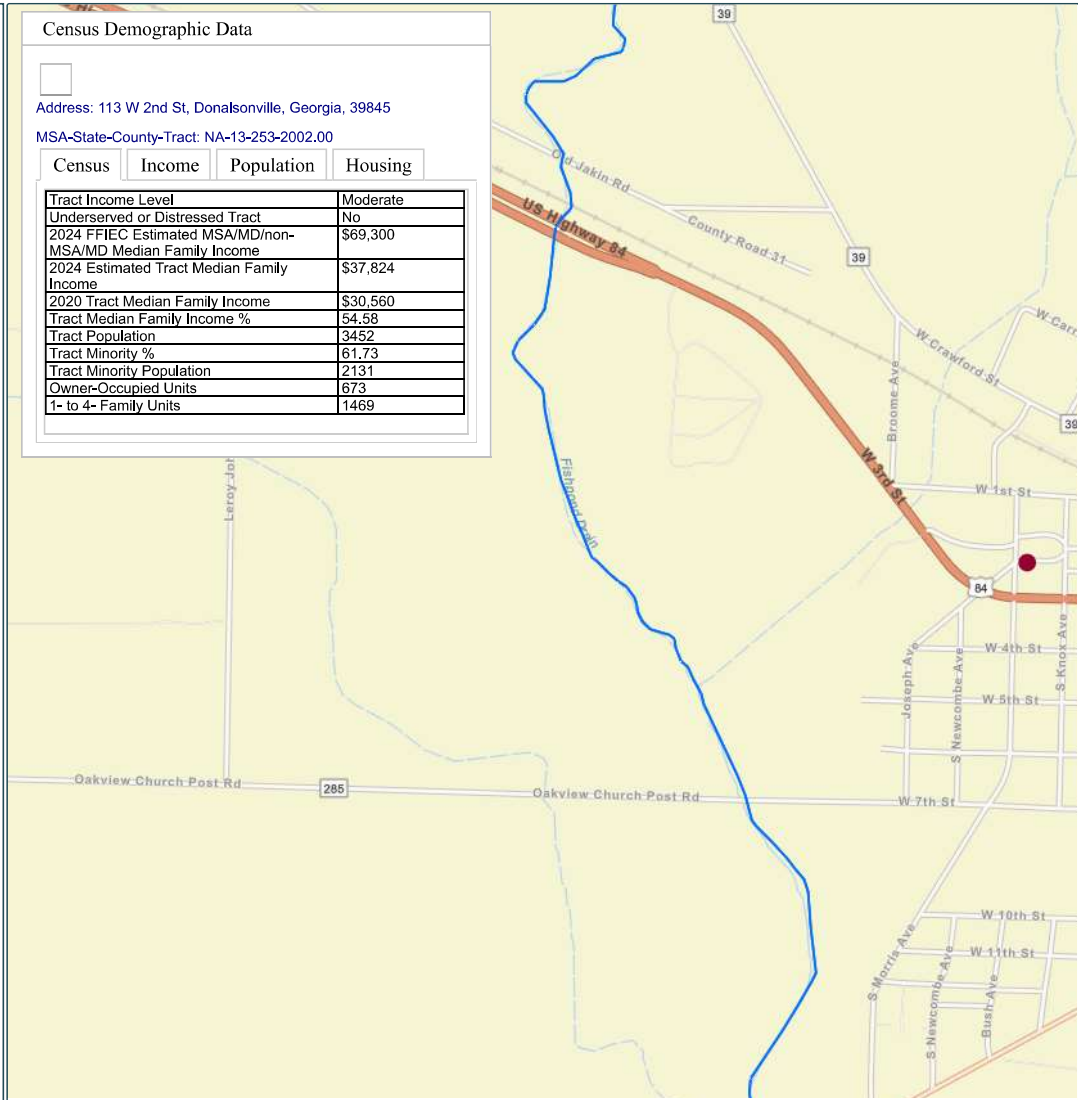 Census Demographic Data
Address: 113 W 2nd St, Donalsonville, Georgia, 39845
MSA-State-County-Tract: NA-13-253-2002.00
Census Income Population Housing
Tract Income Level Moderate
Underserved or Distressed Tract No
2024 FFIEC Estimated MSA/MD/non- $69,300
MSA/MD Median Family Income
2024 Estimated Tract Median Family $37,824
Income
2020 Tract Median Family Income $30,560
Tract Median Family Income % 54.58
Tract Population 3452
Tract Minority % 61.73
Tract Minority Population 2131
Owner-Occupied Units 673
1- to 4- Family Units 1469
39
Old Jakin Rd
US Highway 84
County Road 31
39
W Crawford St
W Carr
Broome Ave
39
W 3rd St
W 1st St
Leroy Joh
Fishpond Drain
84
W 4th St
S Knox Ave
Joseph Ave
S Newcombe Ave
W 5th St
Oakview Church Post Rd
285
Oakview Church Post Rd
W 7th St
W 10th St
S Morris Ave
W 11th St
S Newcombe Ave
Bush Ave